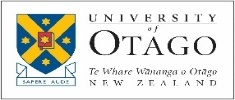 UNIVERSITY
of
OTAGO
Te Whare Wānanga o Otāgo
NEW ZEALAND
SAPERE AUDE